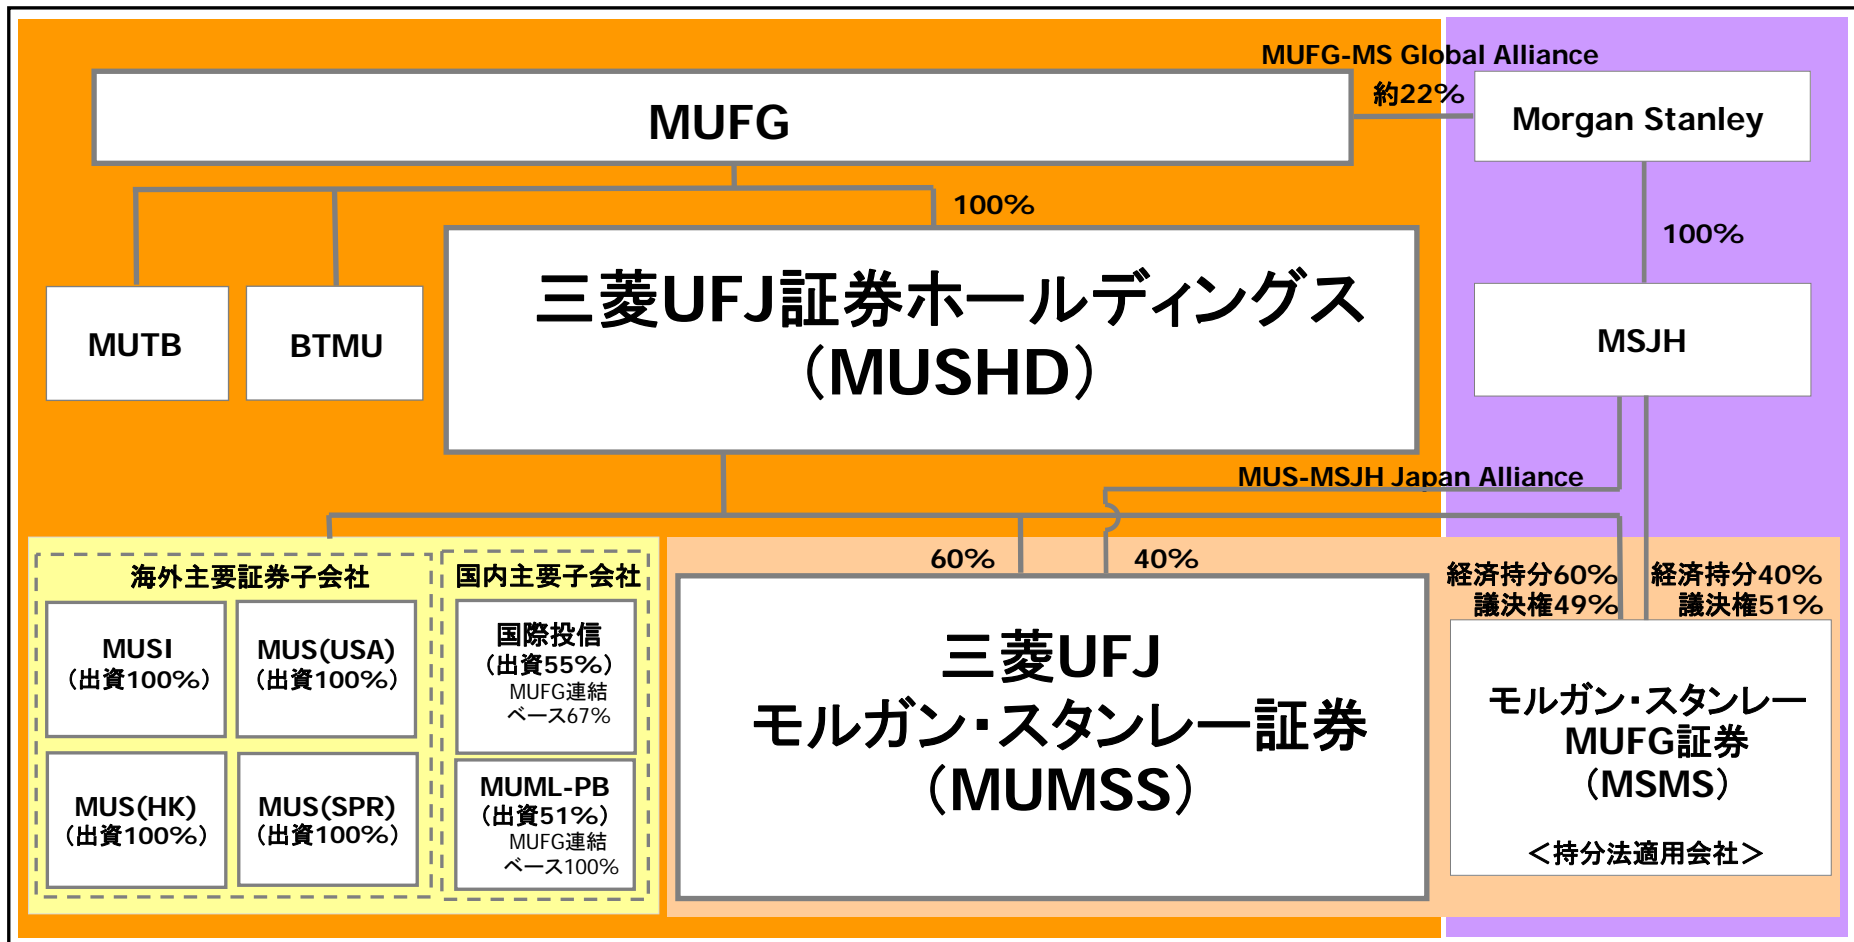 MUFG-MS Global Alliance
MUFG
約22%
Morgan Stanley
100%
100%
MUTB
BTMU
三菱UFJ証券ホールディングス
（MUSHD）
MSJH
MUS-MSJH Japan Alliance
60%
40%
経済持分60%
議決権49%
経済持分40%
議決権51%
海外主要証券子会社
MUSI
（出資100%）
MUS(USA)
（出資100%）
MUS(HK)
（出資100%）
MUS(SPR)
（出資100%）
国内主要子会社
国際投信
（出資55%）
MUFG連結
ベース67%
MUML-PB
（出資51%）
MUFG連結
ベース100%
三菱UFJ
モルガン・スタンレー証券
（MUMSS）
モルガン・スタンレー
MUFG証券
（MSMS）
＜持分法適用会社＞